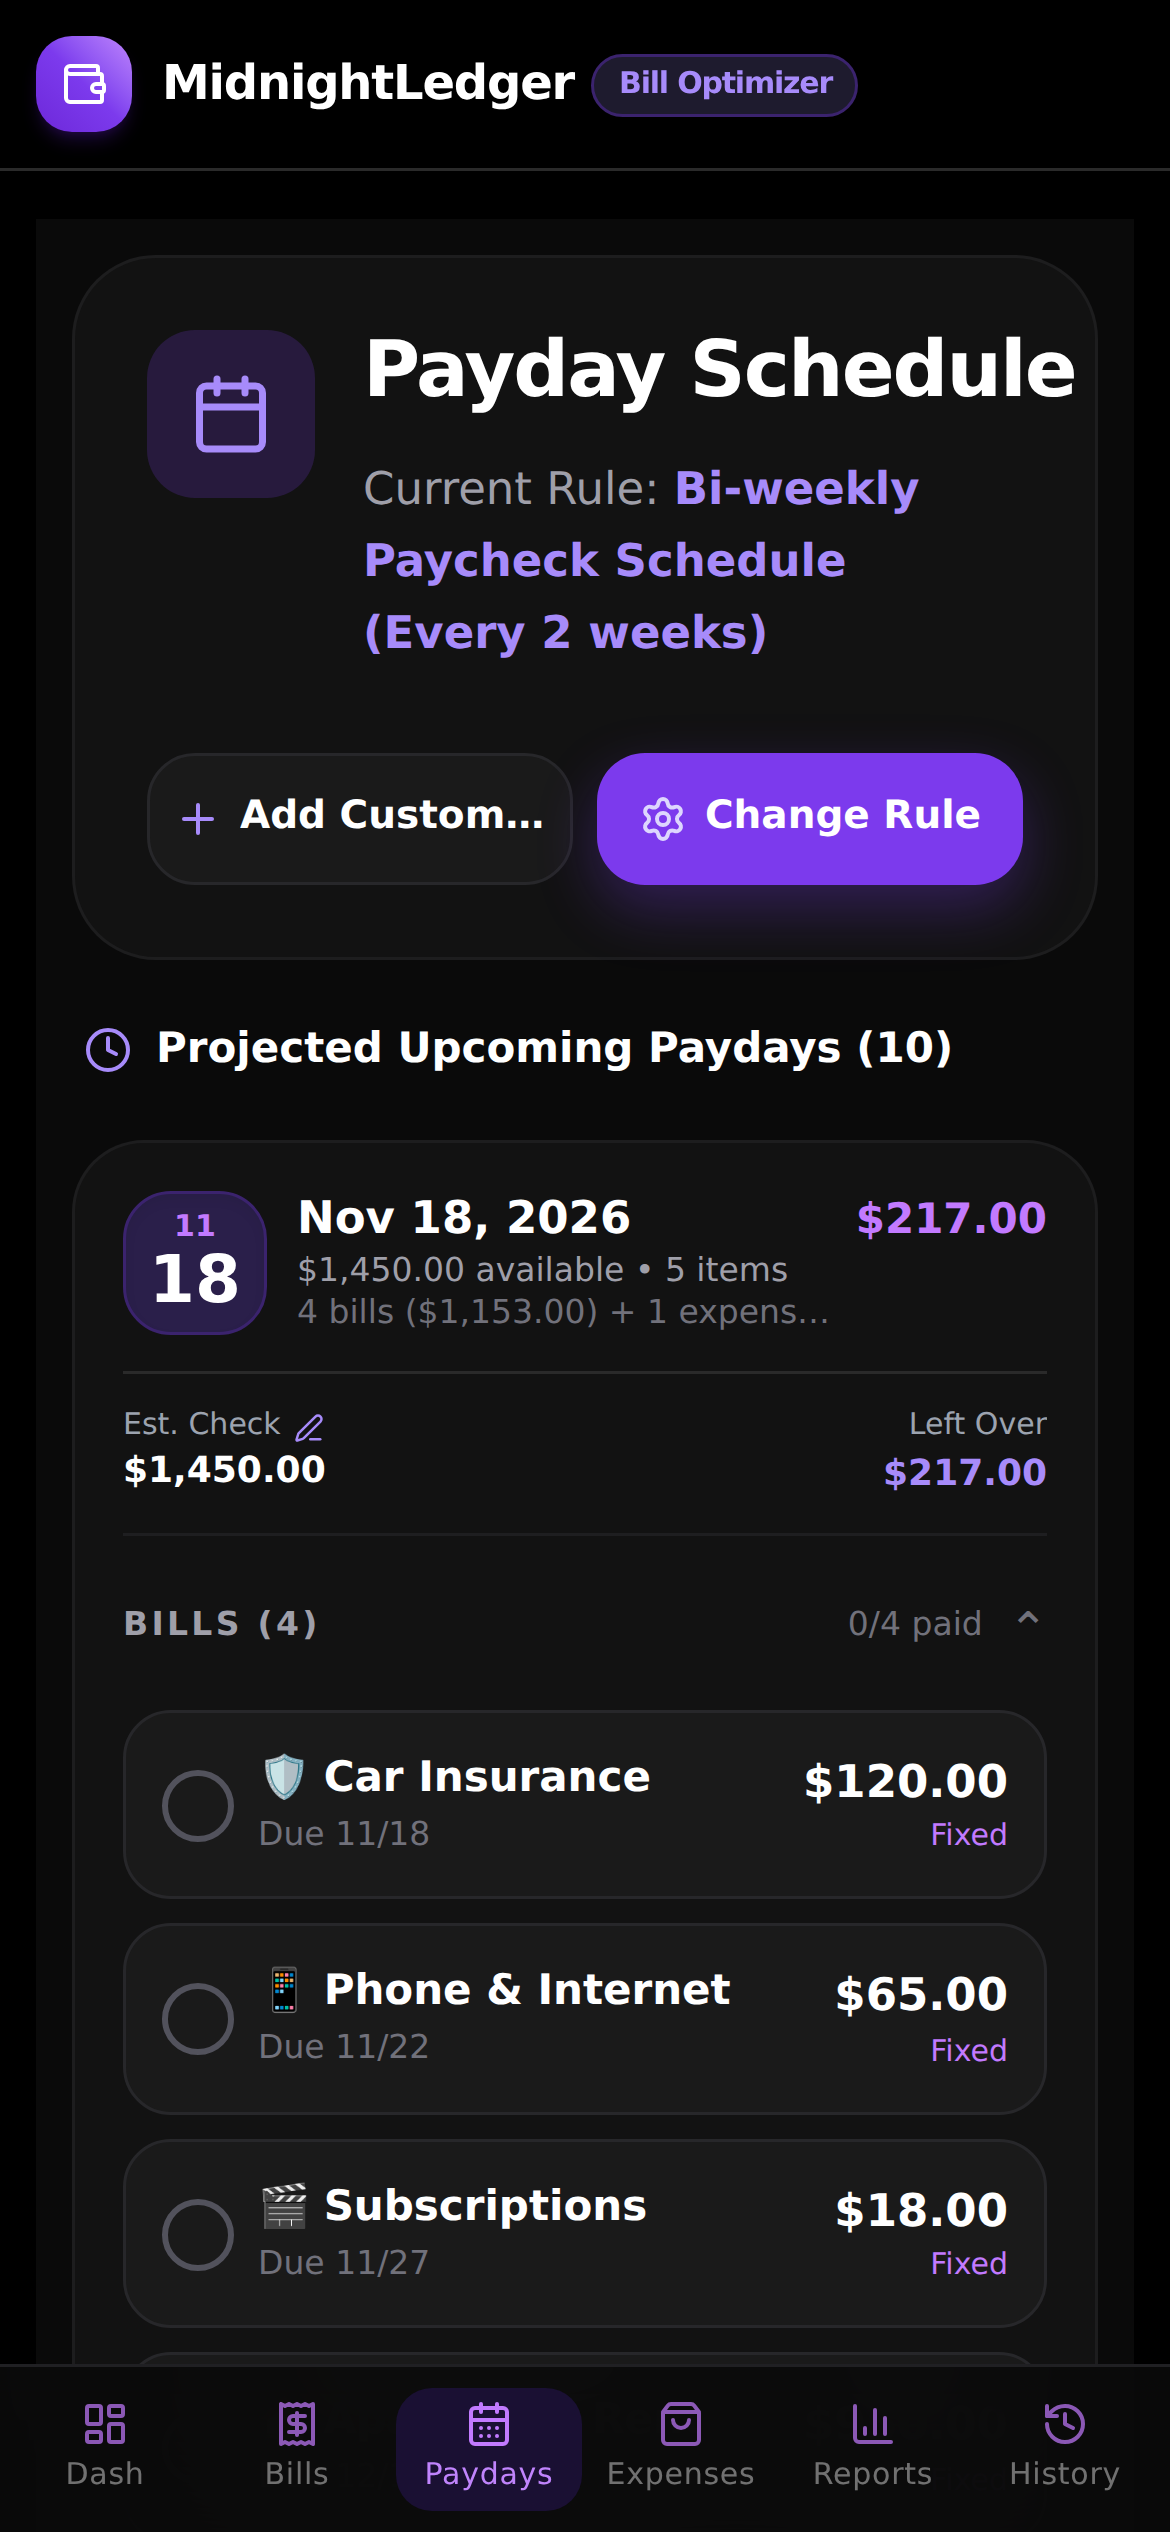 MidnightLedger Bill Optimizer
Payday Schedule
Current Rule: Bi-weekly
Paycheck Schedule
(Every 2 weeks)
Add Custom…
Change Rule
Projected Upcoming Paydays (10)
11
18
Nov 18, 2026
$217.00
$1,450.00 available • 5 items
4 bills ($1,153.00) + 1 expens…
Est. Check
$1,450.00
Left Over
$217.00
BILLS (4)
0/4 paid
Car Insurance
$120.00
Due 11/18
Fixed
Phone & Internet
$65.00
Due 11/22
Fixed
Subscriptions
$18.00
Due 11/27
Fixed
Dash
Bills
Paydays
Expenses
Reports
History